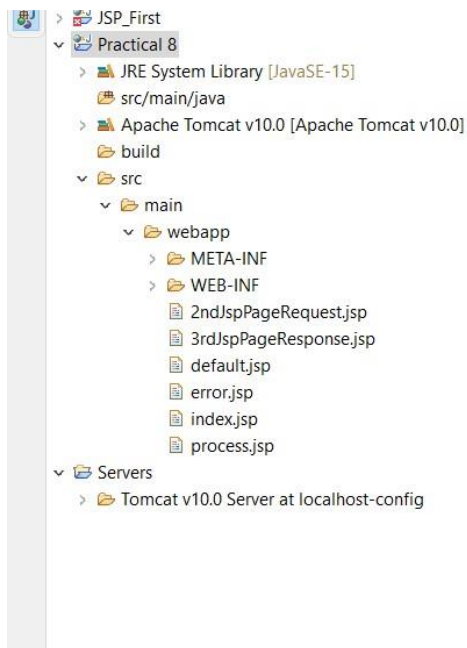 JSP_First
Practical 8
JRE System Library [JavaSE-15]
src/main/java
Apache Tomcat v10.0 [Apache Tomcat v10.0]
build
src
main
webapp
META-INF
WEB-INF
2ndJspPageRequest.jsp
3rdJspPageResponse.jsp
default.jsp
error.jsp
index.jsp
process.jsp
Servers
Tomcat v10.0 Server at localhost-config